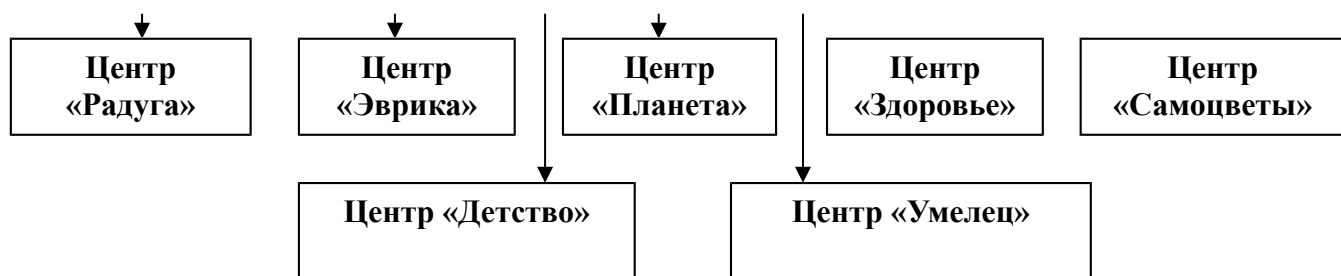 Центр
«Радуга»
Центр
«Эврика»
Центр
«Планета»
Центр
«Здоровье»
Центр
«Самоцветы»
Центр «Детство»
Центр «Умелец»